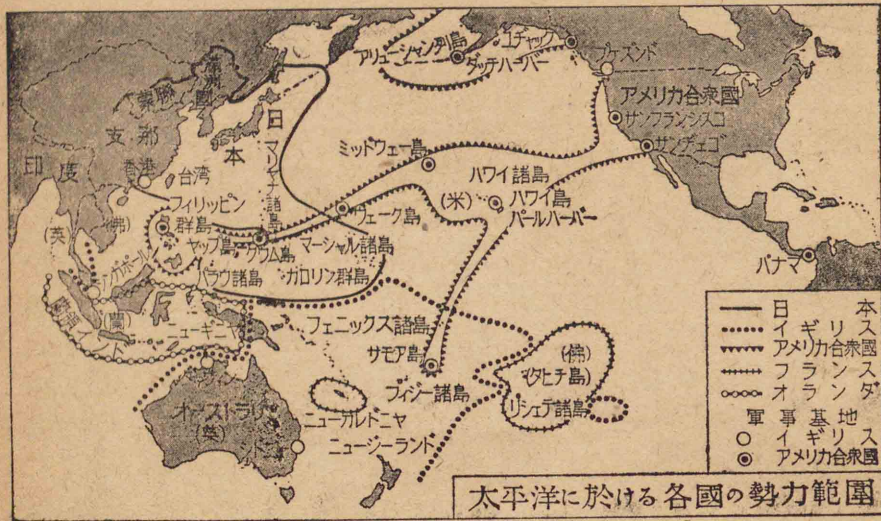 アリューシャン列島
コヂャック
ダッチハーバー
アメリカ合衆國
サンフランシスコ
サンヂェゴ
満洲國
蒙聯
支那
日本
印度
香港
台湾
マリヤナ諸島
ミッドウェー島
ハワイ諸島
(米)
ハワイ島
パールハーバー
ウェーク島
フィリッピン
群島
(英)
(佛)
ヤップ島
グワム島
マーシャル諸島
パラウ諸島
カロリン群島
パナマ
シンガポール
(蘭)
ニューギニ
フェニックス諸島
サモア島
フィジー諸島
(佛)
(タヒチ島)
リシェテ諸島
オーストラリ
(英)
ニューカルドニヤ
ニュージーランド
日本
イギリス
アメリカ合衆國
フランス
オランダ
軍事基地
イギリス
アメリカ合衆國
太平洋に於ける各國の勢力範圍